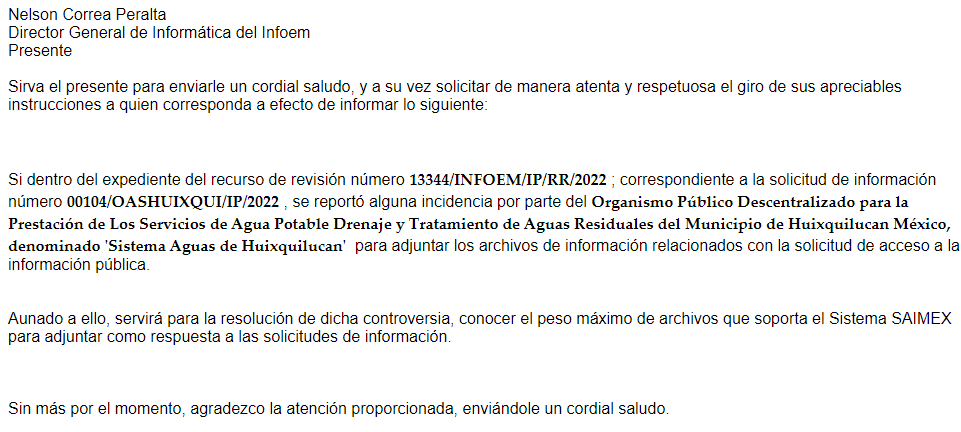 Nelson Correa Peralta
Director General de Informática del Infoem
Presente
Sirva el presente para enviarle un cordial saludo, y a su vez solicitar de manera atenta y respetuosa el giro de sus apreciables
instrucciones a quien corresponda a efecto de informar lo siguiente:
Si dentro del expediente del recurso de revisión número 13344/INFOEM/IP/RR/2022 ; correspondiente a la solicitud de información
número 00104/OASHUIXQUI/IP/2022 , se reportó alguna incidencia por parte del Organismo Público Descentralizado para la
Prestación de Los Servicios de Agua Potable Drenaje y Tratamiento de Aguas Residuales del Municipio de Huixquilucan México,
denominado 'Sistema Aguas de Huixquilucan' para adjuntar los archivos de información relacionados con la solicitud de acceso a la
información pública.
Aunado a ello, servirá para la resolución de dicha controversia, conocer el peso máximo de archivos que soporta el Sistema SAIMEX
para adjuntar como respuesta a las solicitudes de información.
Sin más por el momento, agradezco la atención proporcionada, enviándole un cordial saludo.